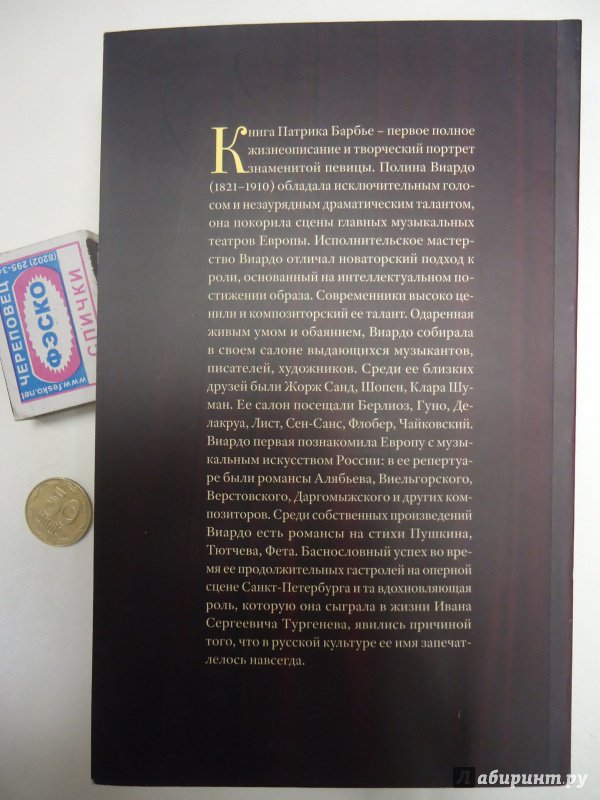 Книга Патрика Барбье – первое полное
жизнеописание и творческий портрет
знаменитой певицы. Полина Виардо
(1821–1910) обладала исключительным голо-
сом и незаурядным драматическим талантом,
она покорила сцены главных музыкальных
театров Европы. Исполнительское мастер-
ство Виардо отличал новаторский подход к
роли, основанный на интеллектуальном по-
стижении образа. Современники высоко це-
нили и композиторский ее талант. Одаренная
живым умом и обаянием, Виардо собирала
в своем салоне выдающихся музыкантов,
писателей, художников. Среди ее близких
друзей были Жорж Санд, Шопен, Клара Шу-
ман. Ее салон посещали Берлиоз, Гуно, Де-
лакруа, Лист, Сен-Санс, Флобер, Чайковский.
Виардо первая познакомила Европу с музы-
кальным искусством России: в ее репертуа-
ре были романсы Алябьева, Виельгорского,
Верстовского, Даргомыжского и других ком-
позиторов. Среди собственных произведений
Виардо есть романсы на стихи Пушкина,
Тютчева, Фета. Баснословный успех во время
ее продолжительных гастролей на оперной
сцене Санкт-Петербурга и та вдохновляющая
роль, которую она сыграла в жизни Ивана
Сергеевича Тургенева, явились причиной
того, что в русской культуре ее имя запечат-
лелось навсегда.
ЧЕРЕПОВЕЦ
ФЭСКО
СПИЧКИ
www.fesko.net
(8202) 295-34
Лабиринт.ру